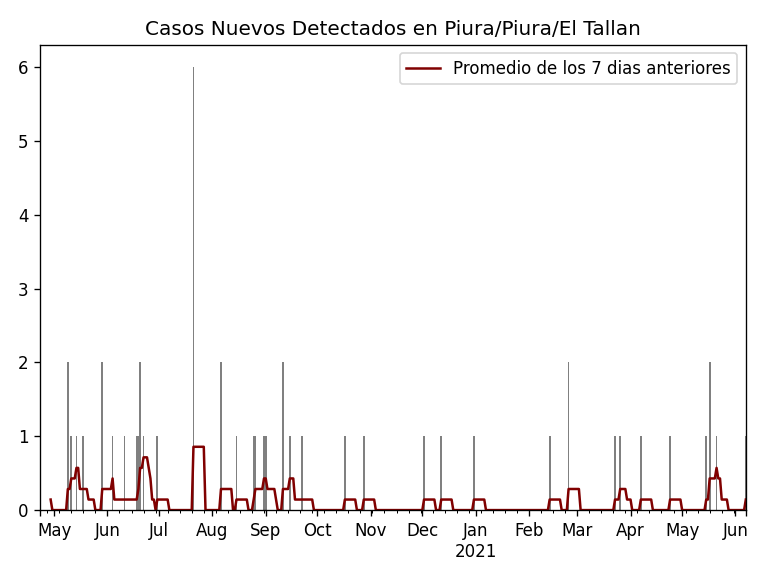 Casos Nuevos Detectados en Piura/Piura/El Tallan
Promedio de los 7 dias anteriores
6
5
4
3
2
1
0
May Jun Jul Aug Sep Oct Nov Dec Jan Feb Mar Apr May Jun
2021